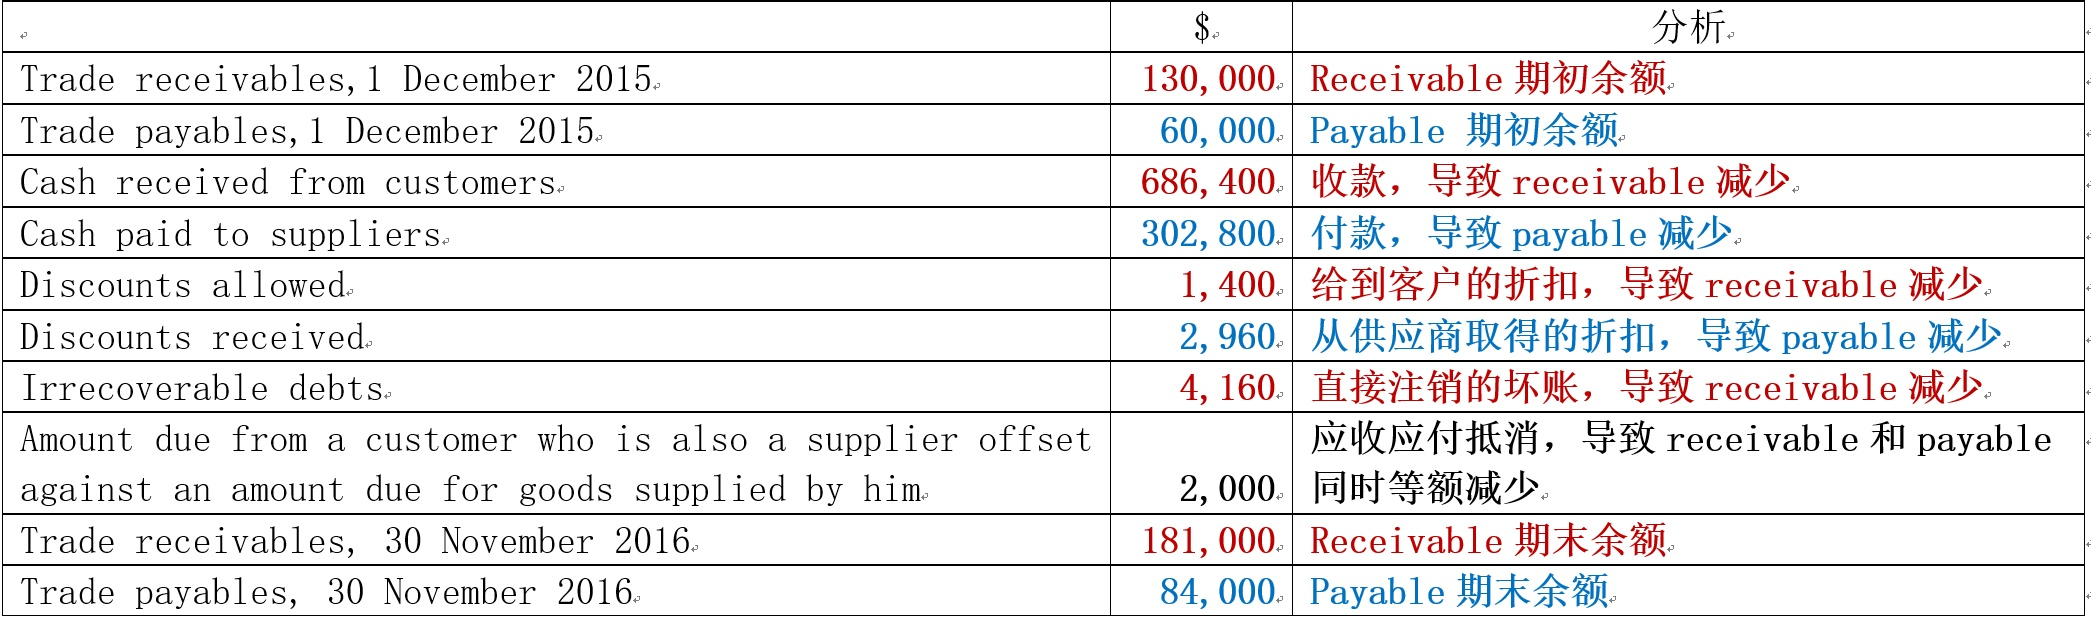 $ 分析
Trade receivables,1 December 2015 130,000 Receivable 期初余额
Trade payables,1 December 2015 60,000 Payable 期初余额
Cash received from customers 686,400 收款，导致 receivable 减少
Cash paid to suppliers 302,800 付款，导致 payable 减少
Discounts allowed 1,400 给到客户的折扣，导致 receivable 减少
Discounts received 2,960 从供应商取得的折扣，导致 payable 减少
Irrecoverable debts 4,160 直接注销的坏账，导致 receivable 减少
Amount due from a customer who is also a supplier offset
against an amount due for goods supplied by him 2,000
应收应付抵消，导致 receivable 和 payable
同时等额减少
Trade receivables, 30 November 2016 181,000 Receivable 期末余额
Trade payables, 30 November 2016 84,000 Payable 期末余额